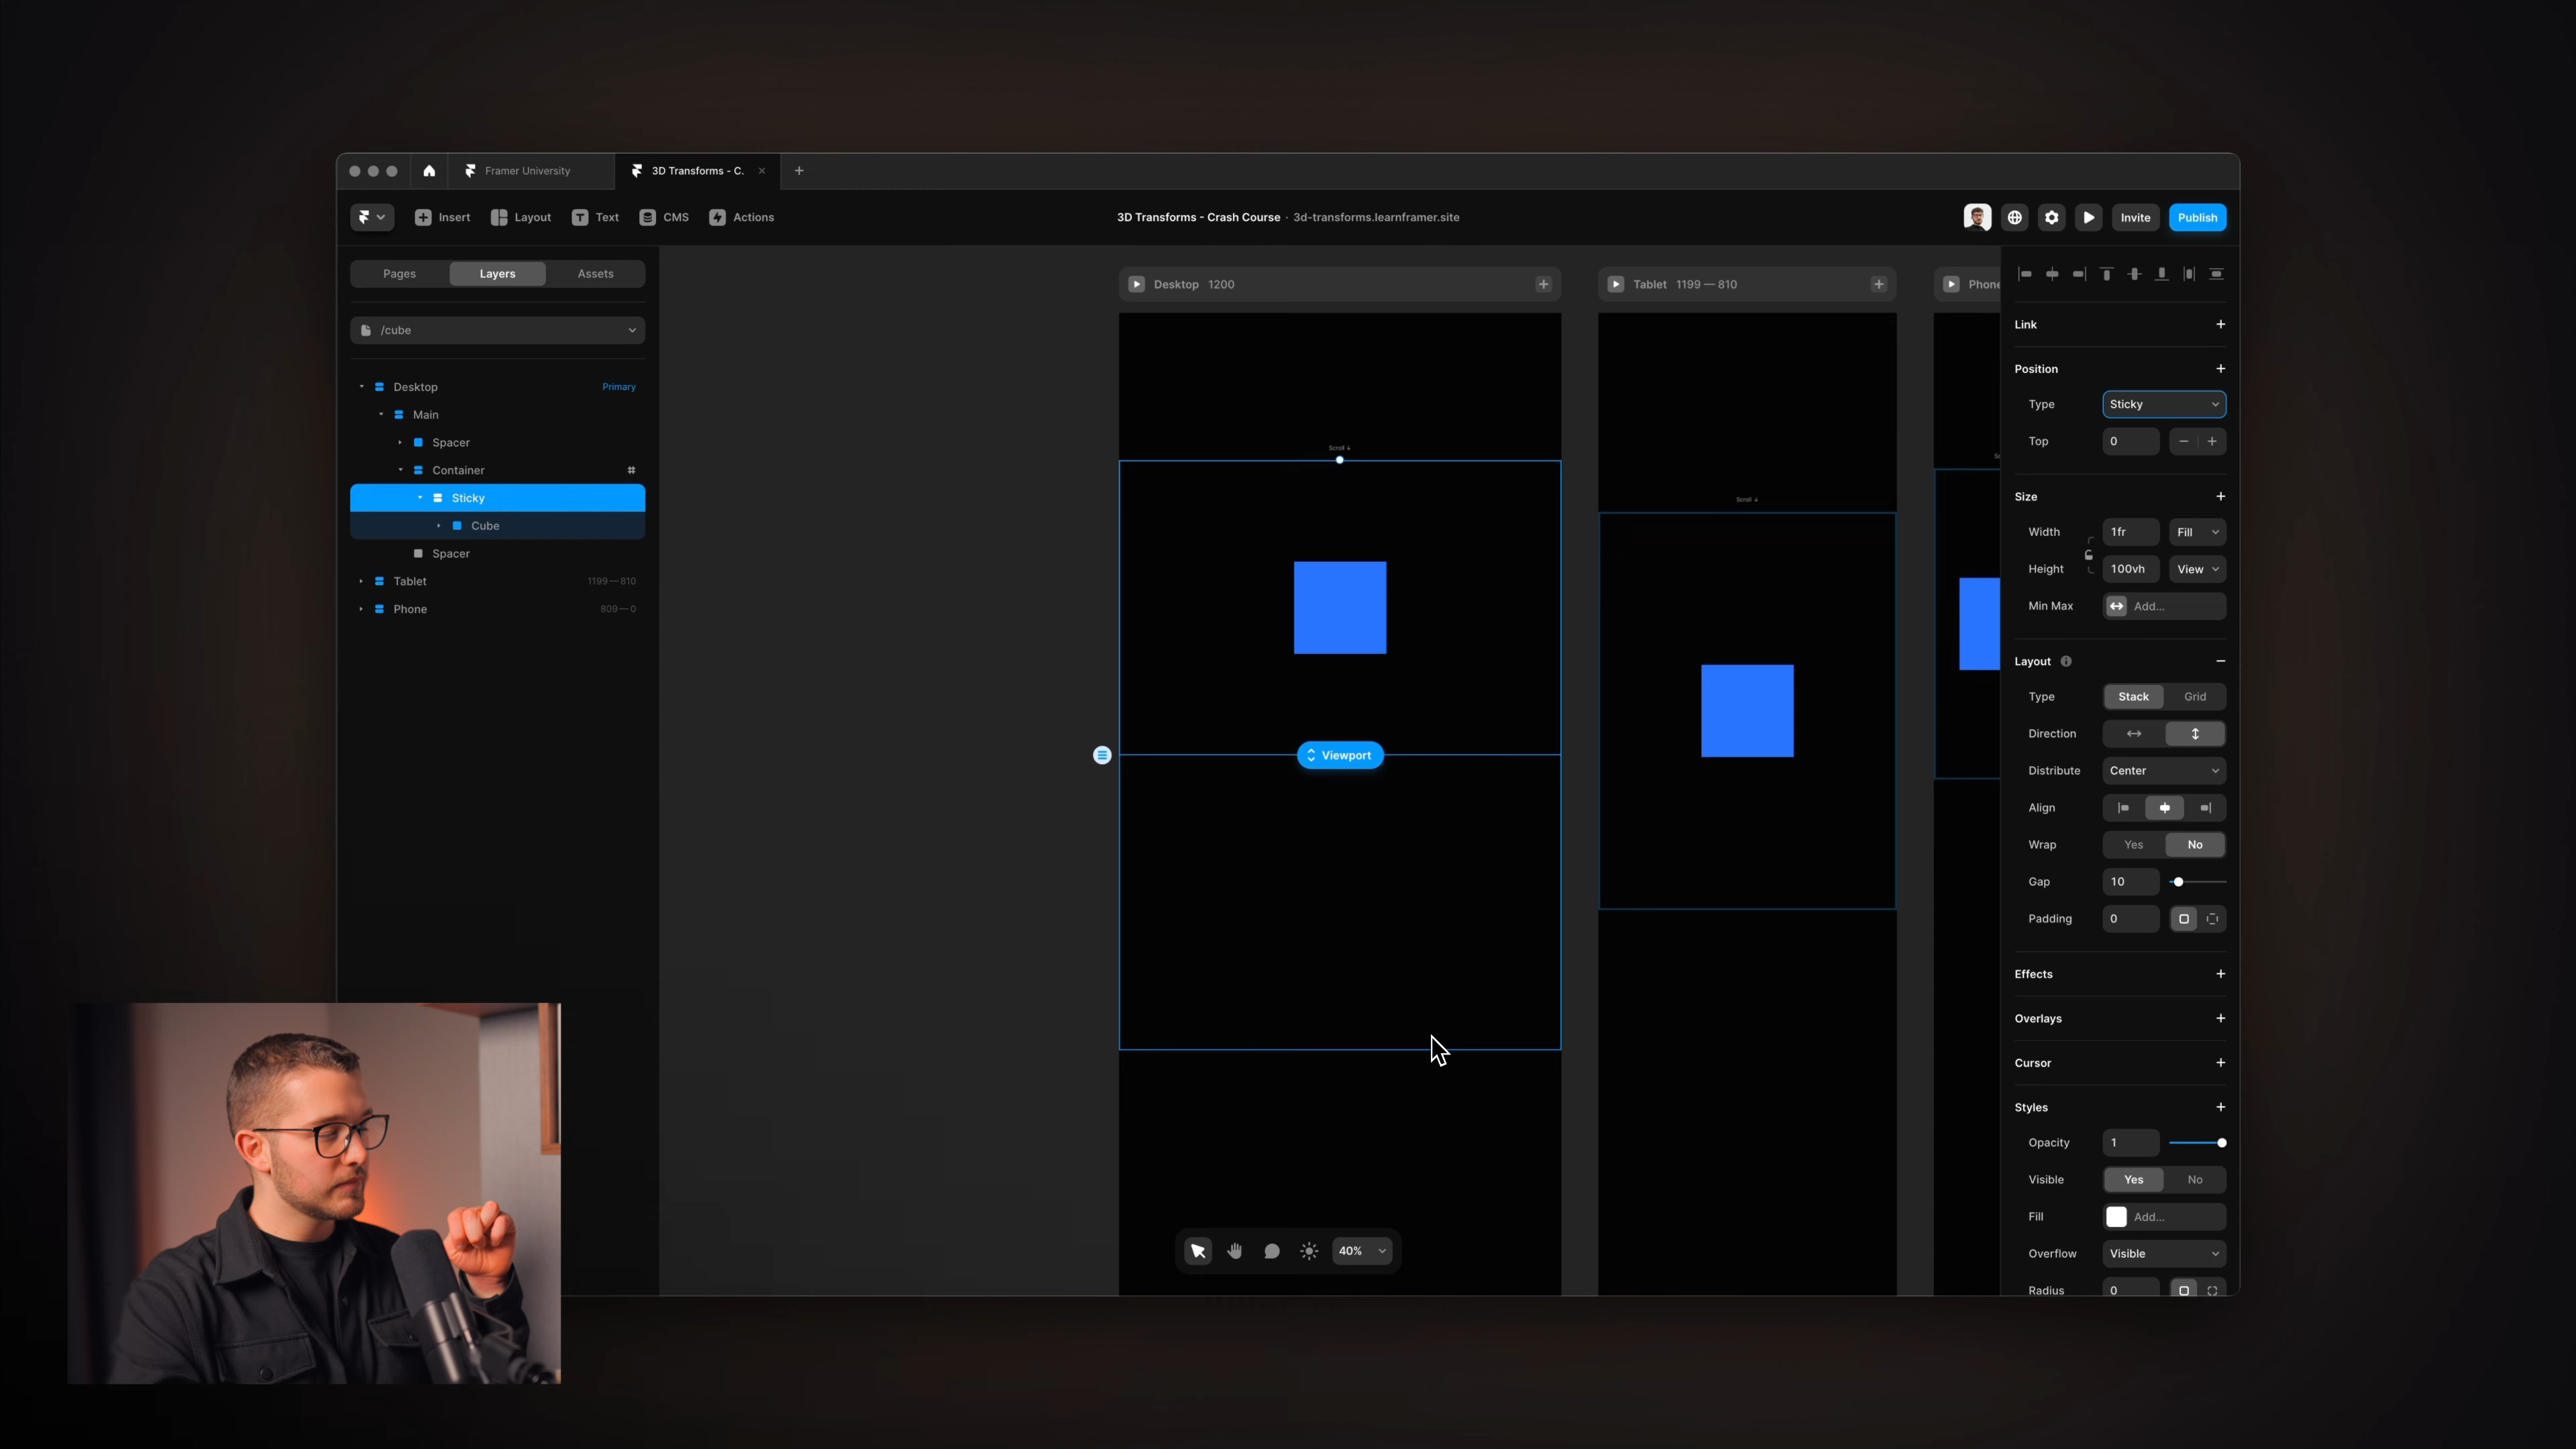 Framer University
3D Transforms - C.
Insert
Layout
Text
CMS
Actions
3D Transforms - Crash Course · 3d-transforms.learnframer.site
Invite
Publish
Pages
Layers
Assets
/cube
Desktop
Primary
Main
Spacer
Container
Sticky
Cube
Spacer
Tablet
1199 — 810
Phone
809 — 0
Desktop 1200
Tablet 1199 — 810
Phone
Scroll ↓
Scroll ↓
Sc
Viewport
40%
Link
Position
Type
Sticky
Top
0
Size
Width
1fr
Fill
Height
100vh
View
Min Max
Add...
Layout
Type
Stack
Grid
Direction
Distribute
Center
Align
Wrap
Yes
No
Gap
10
Padding
0
Effects
Overlays
Cursor
Styles
Opacity
1
Visible
Yes
No
Fill
Add...
Overflow
Visible
Radius
0